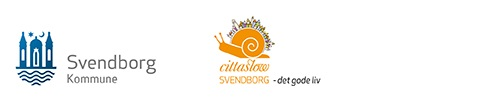 Svendborg
Kommune
cittaslow
SVENDBORG - det gode liv